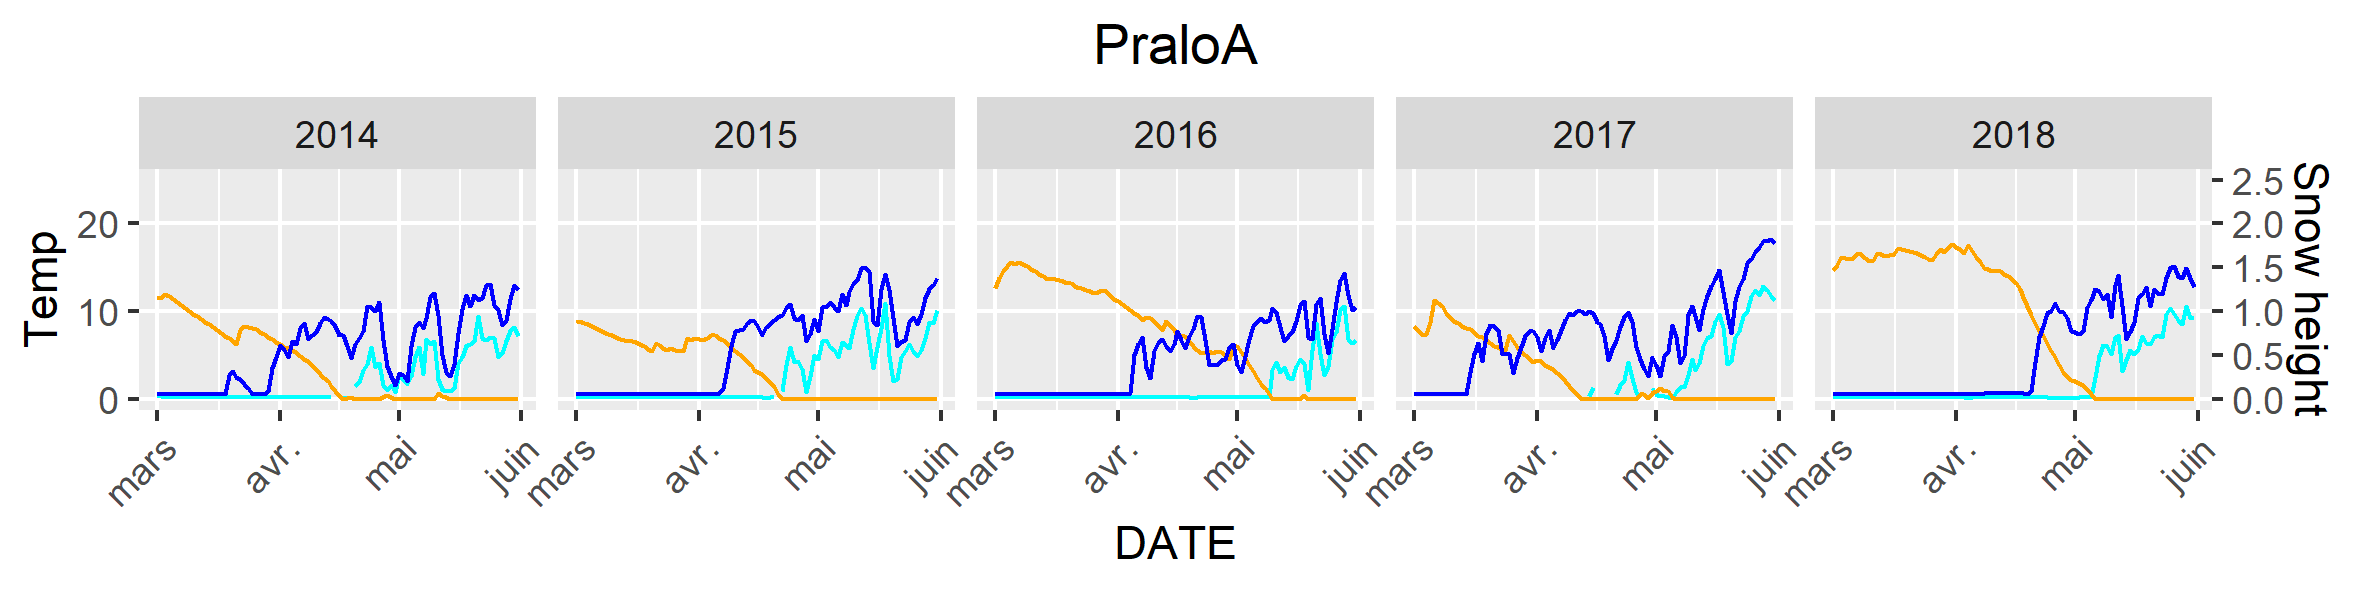 PraloA
2014 2015 2016 2017 2018
Temp
20
10
0
2.5
2.0
1.5
1.0
0.5
0.0
Snow height
mars avr. mai juin mars avr. mai juin mars avr. mai juin mars avr. mai juin mars avr. mai juin
DATE